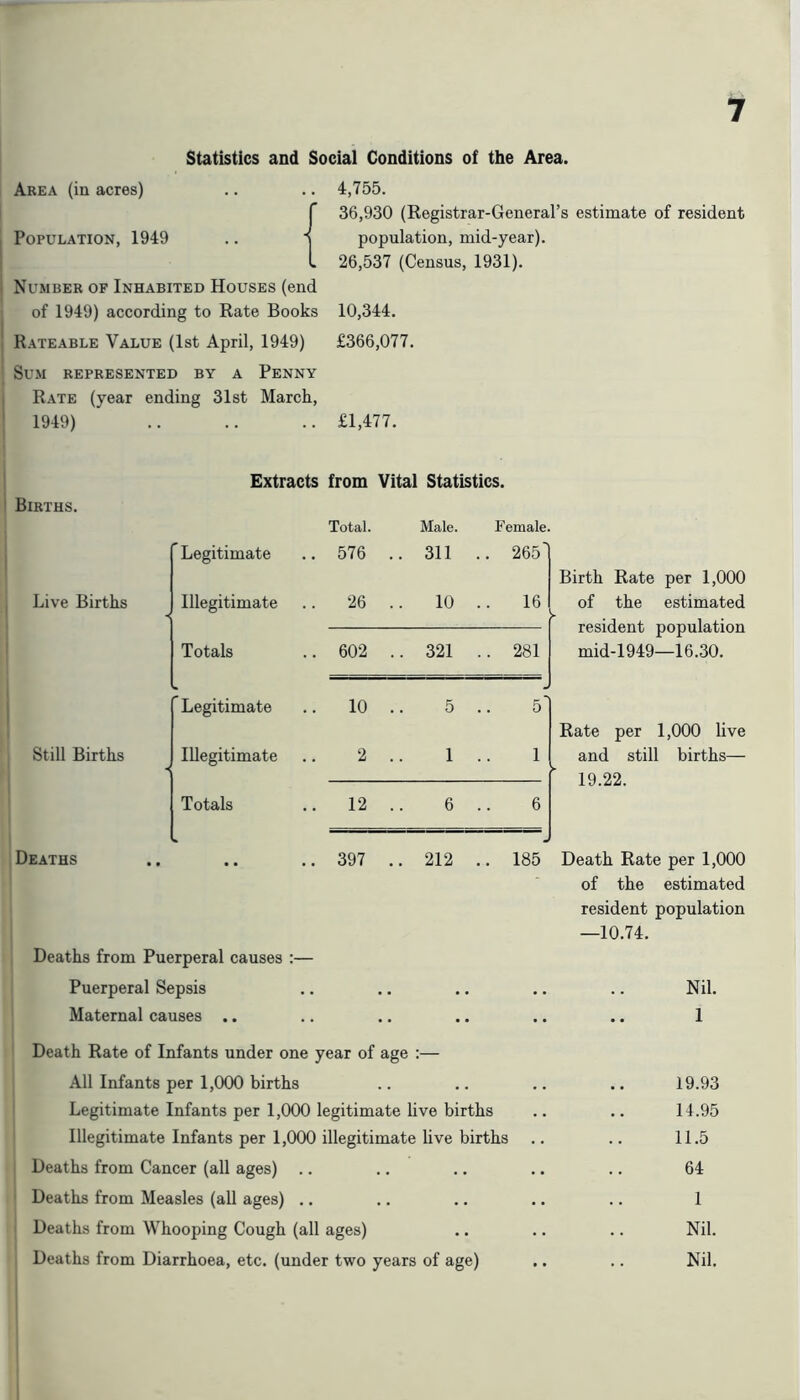 7
Statistics and Social Conditions of the Area.
Area (in acres) .. .. 4,755.
36,930 (Registrar-General's estimate of resident
Population, 1949 .. population, mid-year).
26,537 (Census, 1931).
Number of Inhabited Houses (end
of 1949) according to Rate Books 10,344.
Rateable Value (1st April, 1949) £366,077.
Sum represented by a Penny
Rate (year ending 31st March,
1949) .. .. .. £1,477.
Extracts from Vital Statistics.
Births.
Total. Male. Female.
Legitimate .. 576 .. 311 .. 265
Birth Rate per 1,000
Live Births Illegitimate .. 26 .. 10 .. 16 of the estimated
resident population
Totals .. 602 .. 321 .. 281 mid-1949—16.30.
Legitimate .. 10 .. 5 .. 5
Rate per 1,000 live
Still Births Illegitimate .. 2 .. 1 .. 1 and still births—
19.22.
Totals .. 12 .. 6 .. 6
Deaths .. .. .. 397 .. 212 .. 185 Death Rate per 1,000
of the estimated
resident population
—10.74.
Deaths from Puerperal causes :—
Puerperal Sepsis .. .. .. .. .. Nil.
Maternal causes .. .. .. .. .. .. 1
Death Rate of Infants under one year of age :—
All Infants per 1,000 births .. .. .. .. 19.93
Legitimate Infants per 1,000 legitimate live births .. .. 14.95
Illegitimate Infants per 1,000 illegitimate live births .. .. 11.5
Deaths from Cancer (all ages) .. .. .. .. .. 64
Deaths from Measles (all ages) .. .. .. .. .. 1
Deaths from Whooping Cough (all ages) .. .. .. Nil.
Deaths from Diarrhoea, etc. (under two years of age) .. .. Nil.